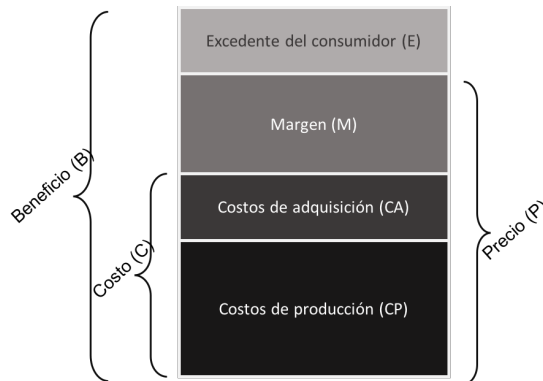 Excedente del consumidor (E)
Margen (M)
Costos de adquisición (CA)
Costos de producción (CP)
Beneficio (B)
Costo (C)
Precio (P)